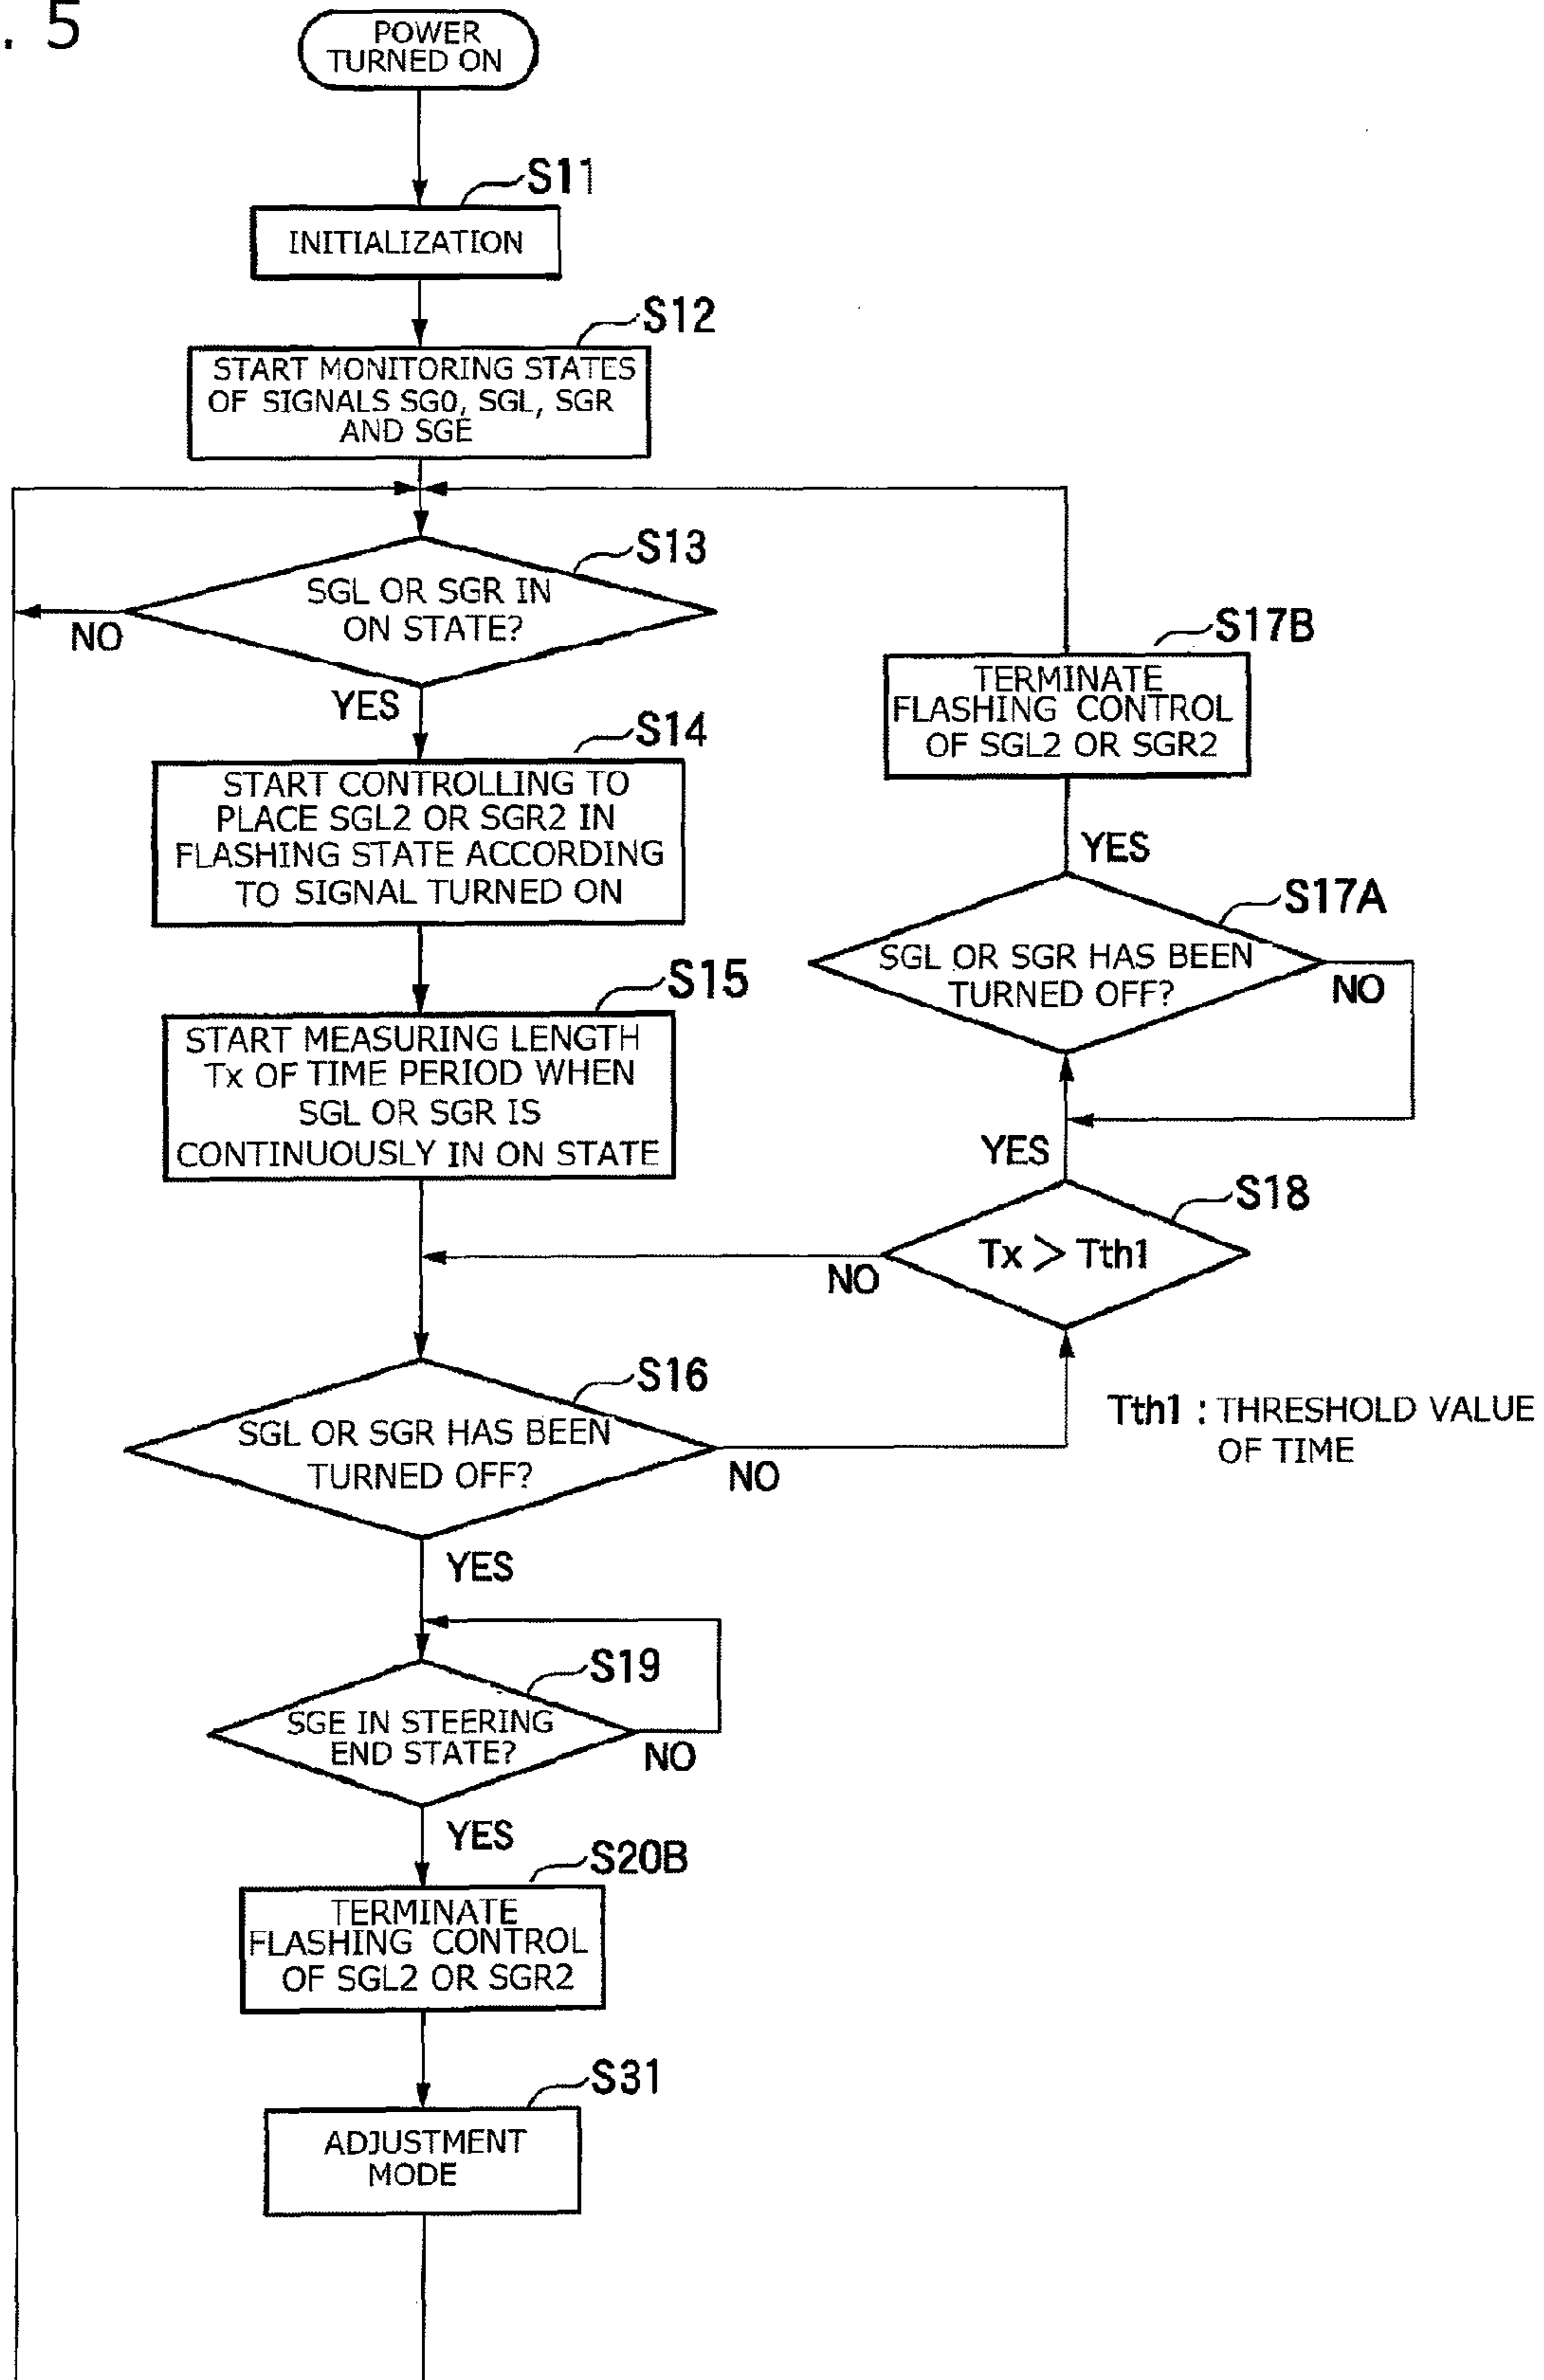 . 5
POWER
TURNED ON
S11
INITIALIZATION
S12
START MONITORING STATES
OF SIGNALS SG0, SGL, SGR
AND SGE
S13
SGL OR SGR IN
ON STATE?
NO
YES
S14
START CONTROLLING TO
PLACE SGL2 OR SGR2 IN
FLASHING STATE ACCORDING
TO SIGNAL TURNED ON
S15
START MEASURING LENGTH
Tx OF TIME PERIOD WHEN
SGL OR SGR IS
CONTINUOUSLY IN ON STATE
S17B
TERMINATE
FLASHING CONTROL
OF SGL2 OR SGR2
YES
S17A
SGL OR SGR HAS BEEN
TURNED OFF?
NO
YES
S18
Tx > Tth1
NO
S16
SGL OR SGR HAS BEEN
TURNED OFF?
NO
YES
Tth1 : THRESHOLD VALUE
OF TIME
S19
SGE IN STEERING
END STATE?
NO
YES
S20B
TERMINATE
FLASHING CONTROL
OF SGL2 OR SGR2
S31
ADJUSTMENT
MODE